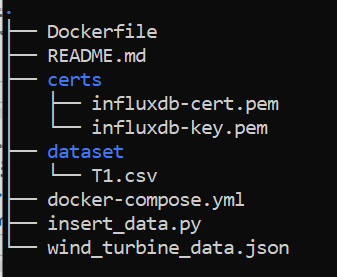 .
├── Dockerfile
├── README.md
├── certs
│   ├── influxdb-cert.pem
│   └── influxdb-key.pem
├── dataset
│   └── T1.csv
├── docker-compose.yml
├── insert_data.py
└── wind_turbine_data.json